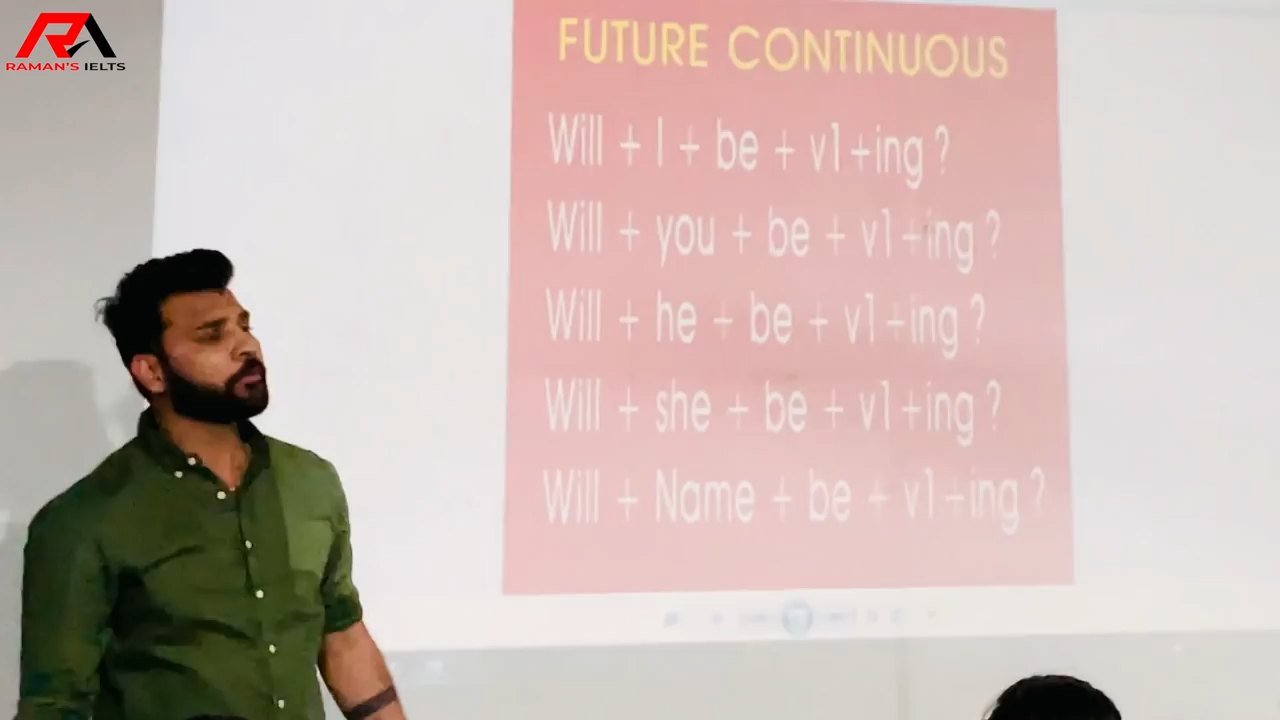 RAMAN'S IELTS
FUTURE CONTINUOUS
Will + I + be + v1 +ing ?
Will + you + be + v1 +ing ?
Will + he + be + v1 +ing ?
Will + she + be + v1 +ing ?
Will + Name + be + v1 +ing ?